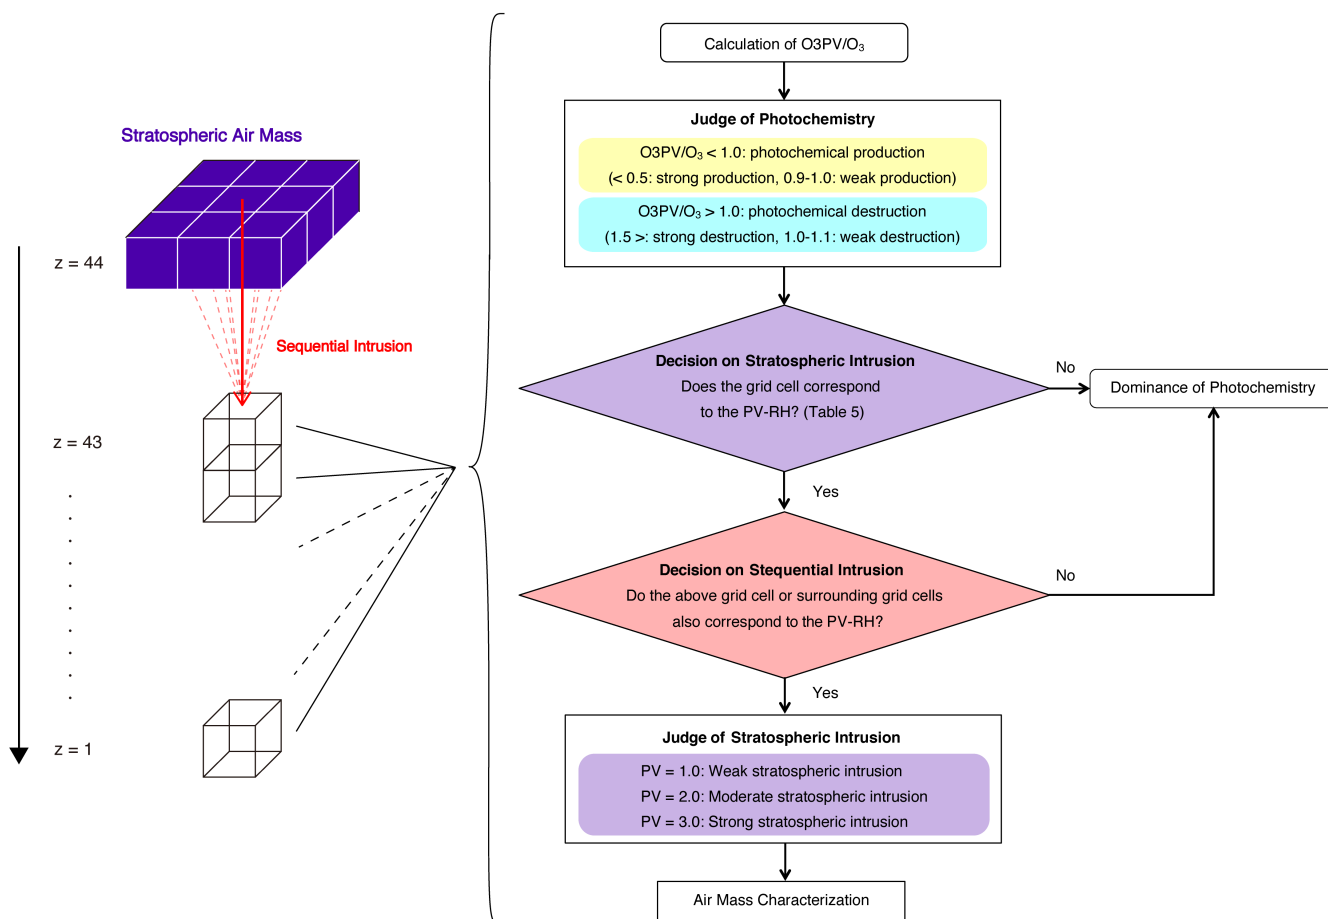 Stratospheric Air Mass
z = 44
Sequential Intrusion
z = 43
z = 1
Calculation of O3PV/O₃
Judge of Photochemistry
O3PV/O₃ < 1.0: photochemical production
(< 0.5: strong production, 0.9-1.0: weak production)
O3PV/O₃ > 1.0: photochemical destruction
(1.5 >: strong destruction, 1.0-1.1: weak destruction)
Decision on Stratospheric Intrusion
Does the grid cell correspond
to the PV-RH? (Table 5)
No
Dominance of Photochemistry
Yes
Decision on Stequential Intrusion
Do the above grid cell or surrounding grid cells
also correspond to the PV-RH?
No
Yes
Judge of Stratospheric Intrusion
PV = 1.0: Weak stratospheric intrusion
PV = 2.0: Moderate stratospheric intrusion
PV = 3.0: Strong stratospheric intrusion
Air Mass Characterization